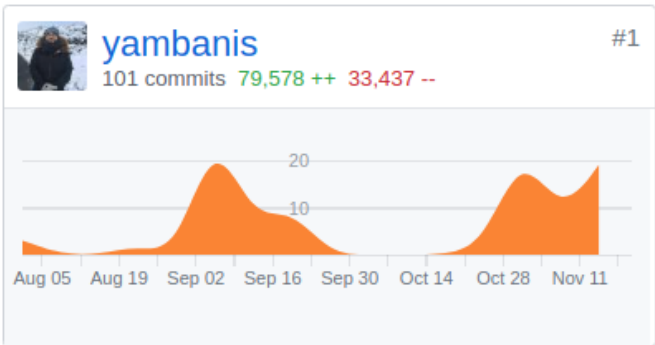 yambanis
#1
101 commits 79,578 ++ 33,437 --
20
10
Aug 05 Aug 19 Sep 02 Sep 16 Sep 30 Oct 14 Oct 28 Nov 11